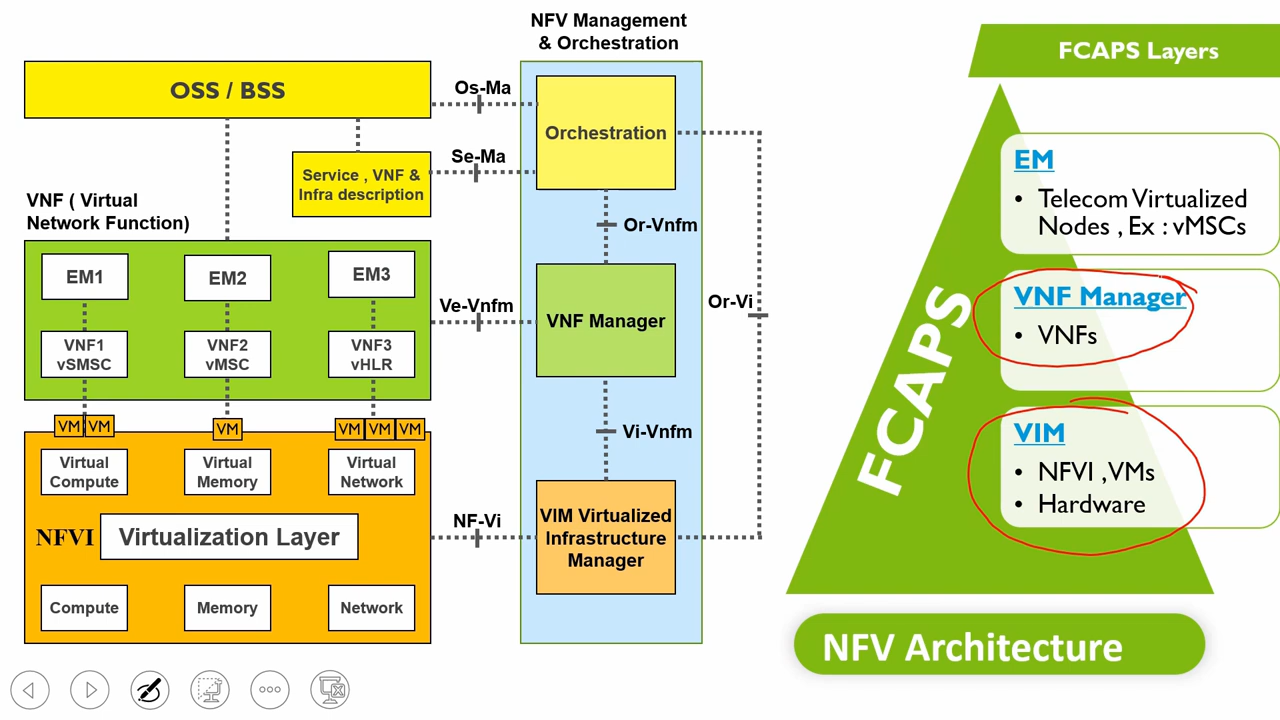 NFV Management
& Orchestration
OSS / BSS
Os-Ma
Orchestration
Service , VNF &
Infra description
Se-Ma
VNF ( Virtual
Network Function)
Or-Vnfm
EM1
EM2
EM3
Ve-Vnfm
VNF Manager
Or-Vi
VNF1
vSMSC
VNF2
vMSC
VNF3
vHLR
VM VM
VM
VM VM VM
Vi-Vnfm
Virtual
Compute
Virtual
Memory
Virtual
Network
NFVI
Virtualization Layer
NF-Vi
VIM Virtualized
Infrastructure
Manager
Compute
Memory
Network
FCAPS Layers
FCAPS
EM
• Telecom Virtualized
Nodes , Ex : vMSCs
VNF Manager
• VNFs
VIM
• NFVI ,VMs
• Hardware
NFV Architecture